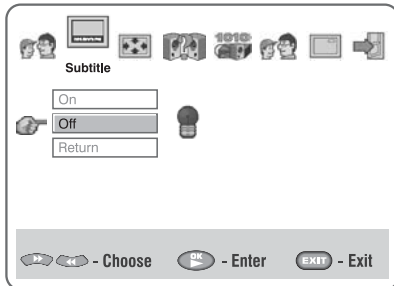 1010:
Subtitle
On
Off
Return
- Choose OK - Enter EXIT - Exit